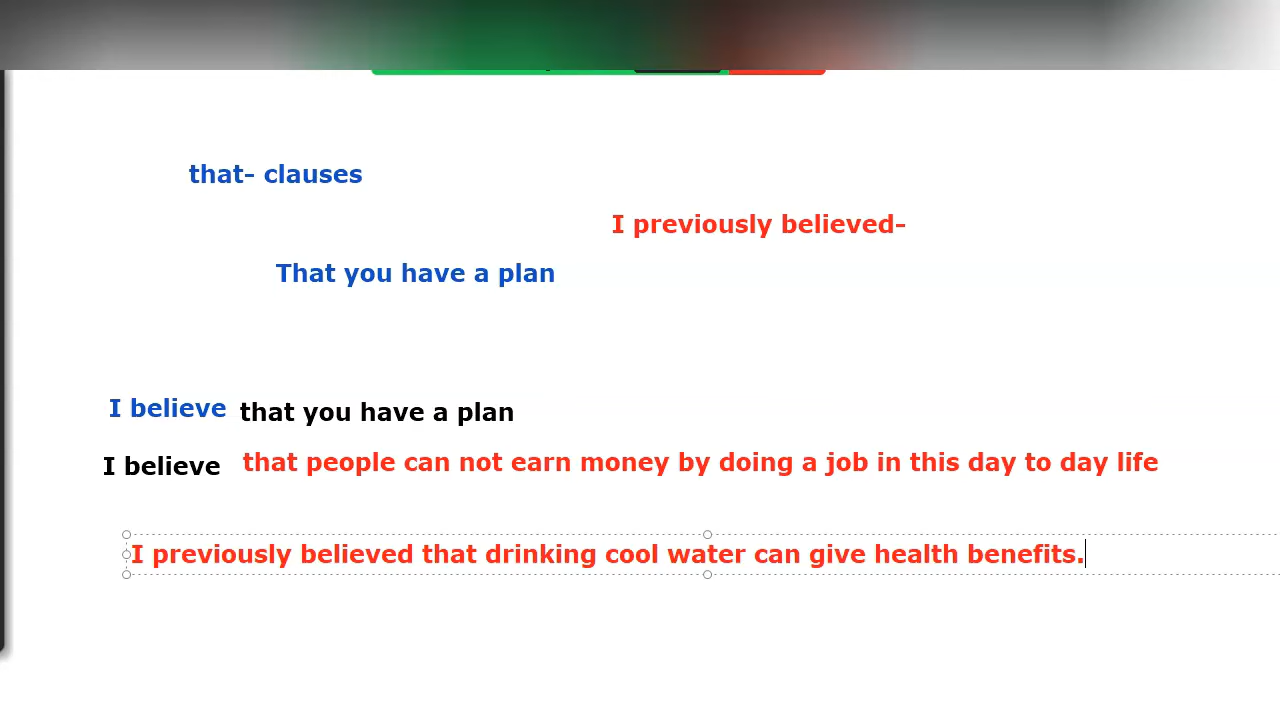 that- clauses
I previously believed-
That you have a plan
I believe that you have a plan
I believe that people can not earn money by doing a job in this day to day life
I previously believed that drinking cool water can give health benefits.